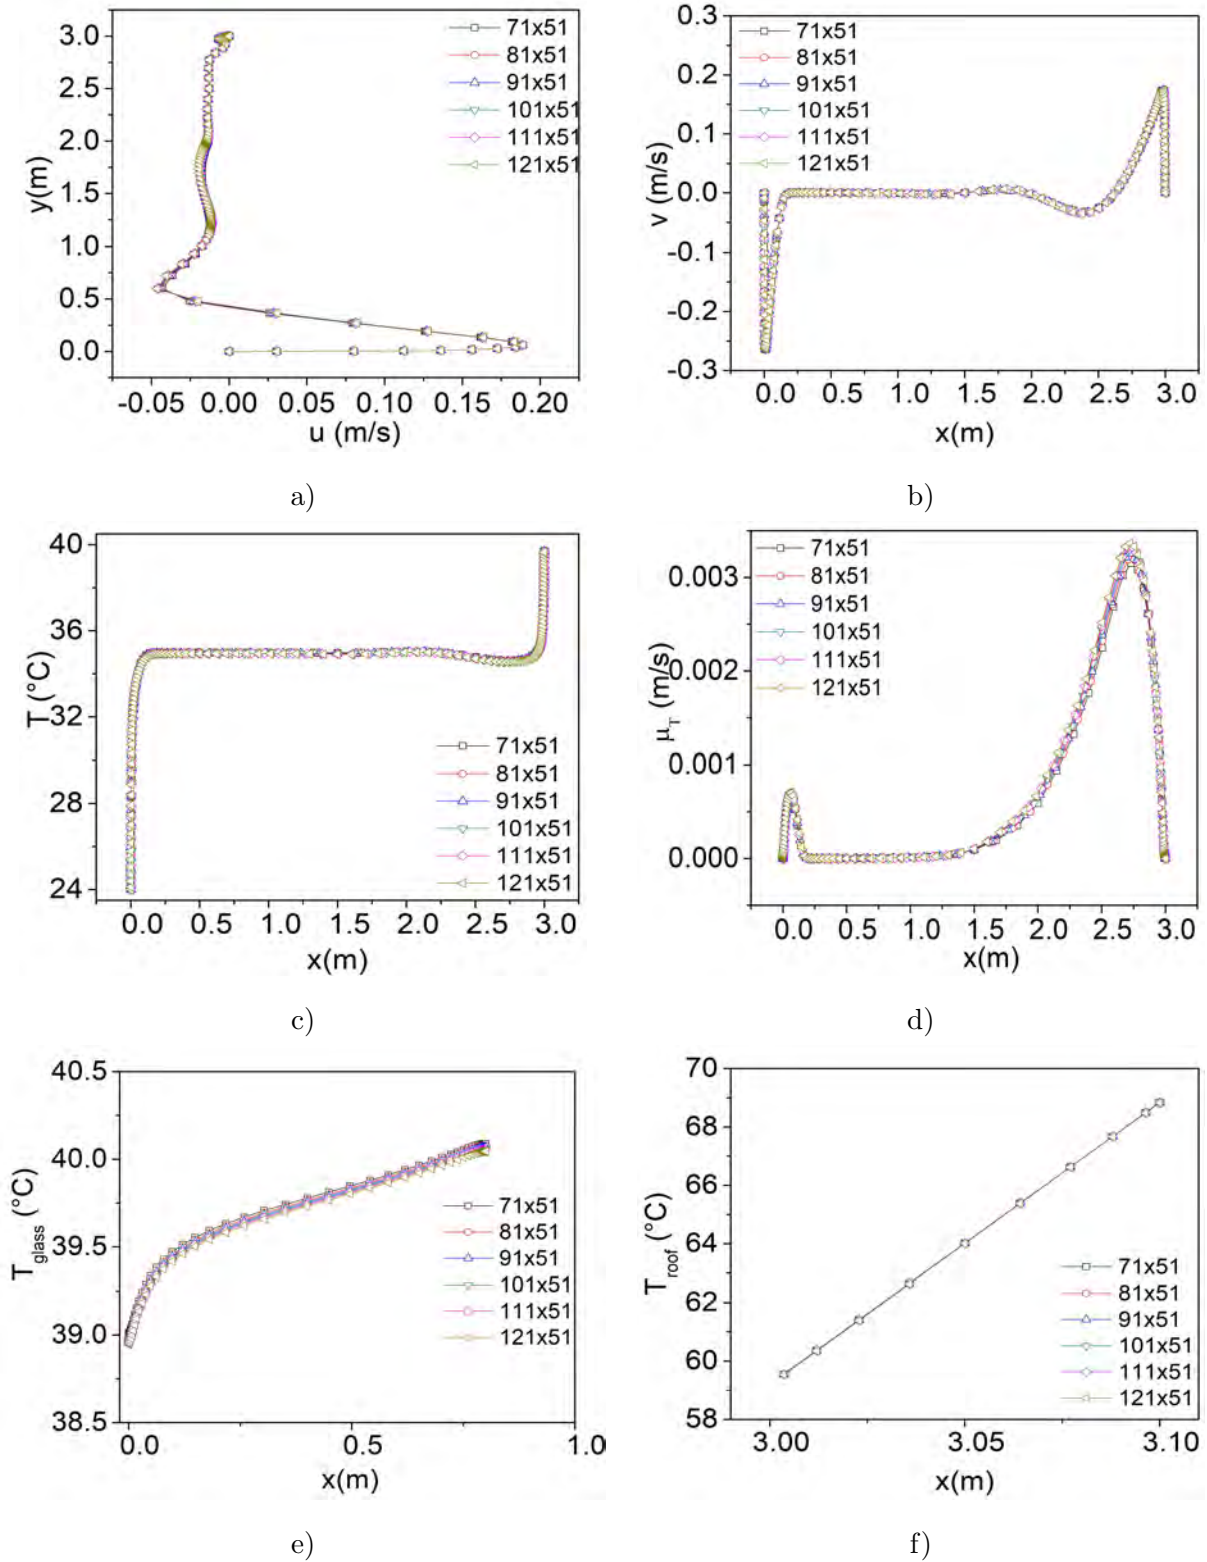 3.0
2.5
2.0
1.5
1.0
0.5
0.0
y(m)
-0.05 0.00 0.05 0.10 0.15 0.20
u (m/s)
71x51
81x51
91x51
101x51
111x51
121x51
a)
0.3
0.2
0.1
0.0
-0.1
-0.2
-0.3
v (m/s)
0.0 0.5 1.0 1.5 2.0 2.5 3.0
x(m)
71x51
81x51
91x51
101x51
111x51
121x51
b)
40
36
32
28
24
T (°C)
0.0 0.5 1.0 1.5 2.0 2.5 3.0
x(m)
71x51
81x51
91x51
101x51
111x51
121x51
c)
0.003
0.002
0.001
0.000
μT (m/s)
0.0 0.5 1.0 1.5 2.0 2.5 3.0
x(m)
71x51
81x51
91x51
101x51
111x51
121x51
d)
40.5
40.0
39.5
39.0
38.5
Tglass (°C)
0.0 0.5 1.0
x(m)
71x51
81x51
91x51
101x51
111x51
121x51
e)
70
68
66
64
62
60
58
Troof (°C)
3.00 3.05 3.10
x(m)
71x51
81x51
91x51
101x51
111x51
121x51
f)